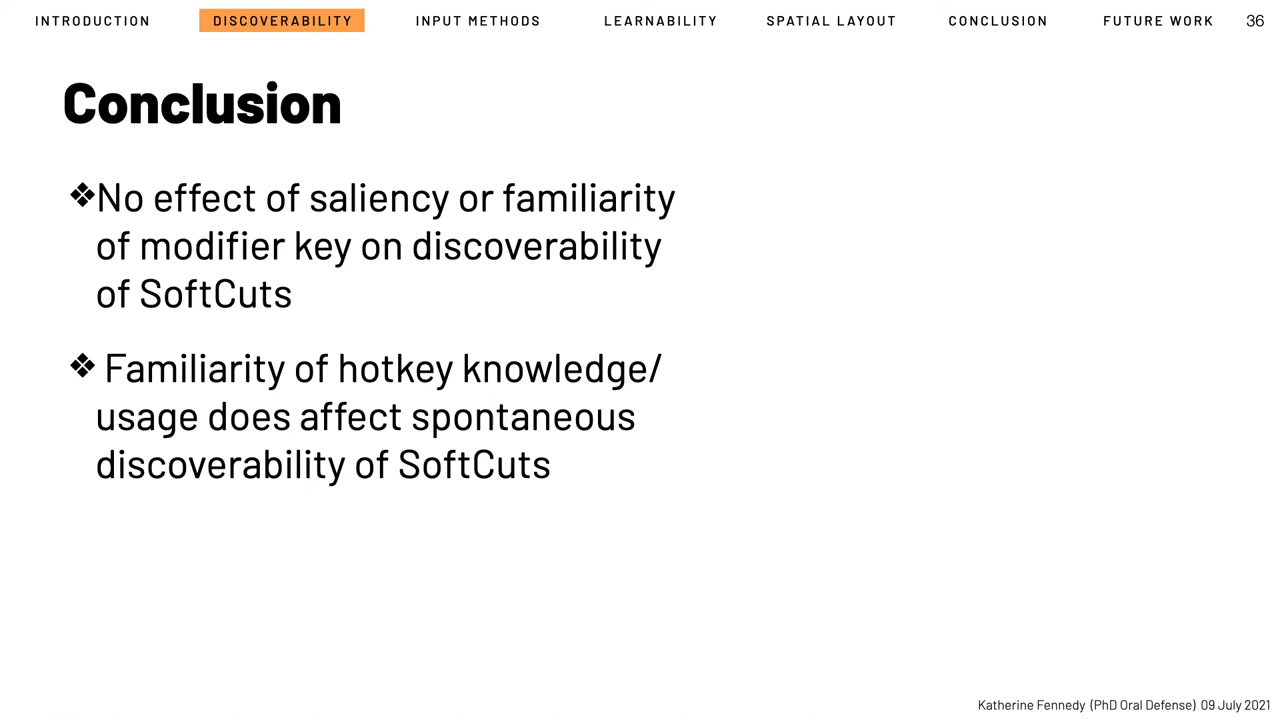 INTRODUCTION DISCOVERABILITY INPUT METHODS LEARNABILITY SPATIAL LAYOUT CONCLUSION FUTURE WORK 36
Conclusion
❖No effect of saliency or familiarity
of modifier key on discoverability
of SoftCuts
❖ Familiarity of hotkey knowledge/
usage does affect spontaneous
discoverability of SoftCuts
Katherine Fennedy (PhD Oral Defense) 09 July 2021